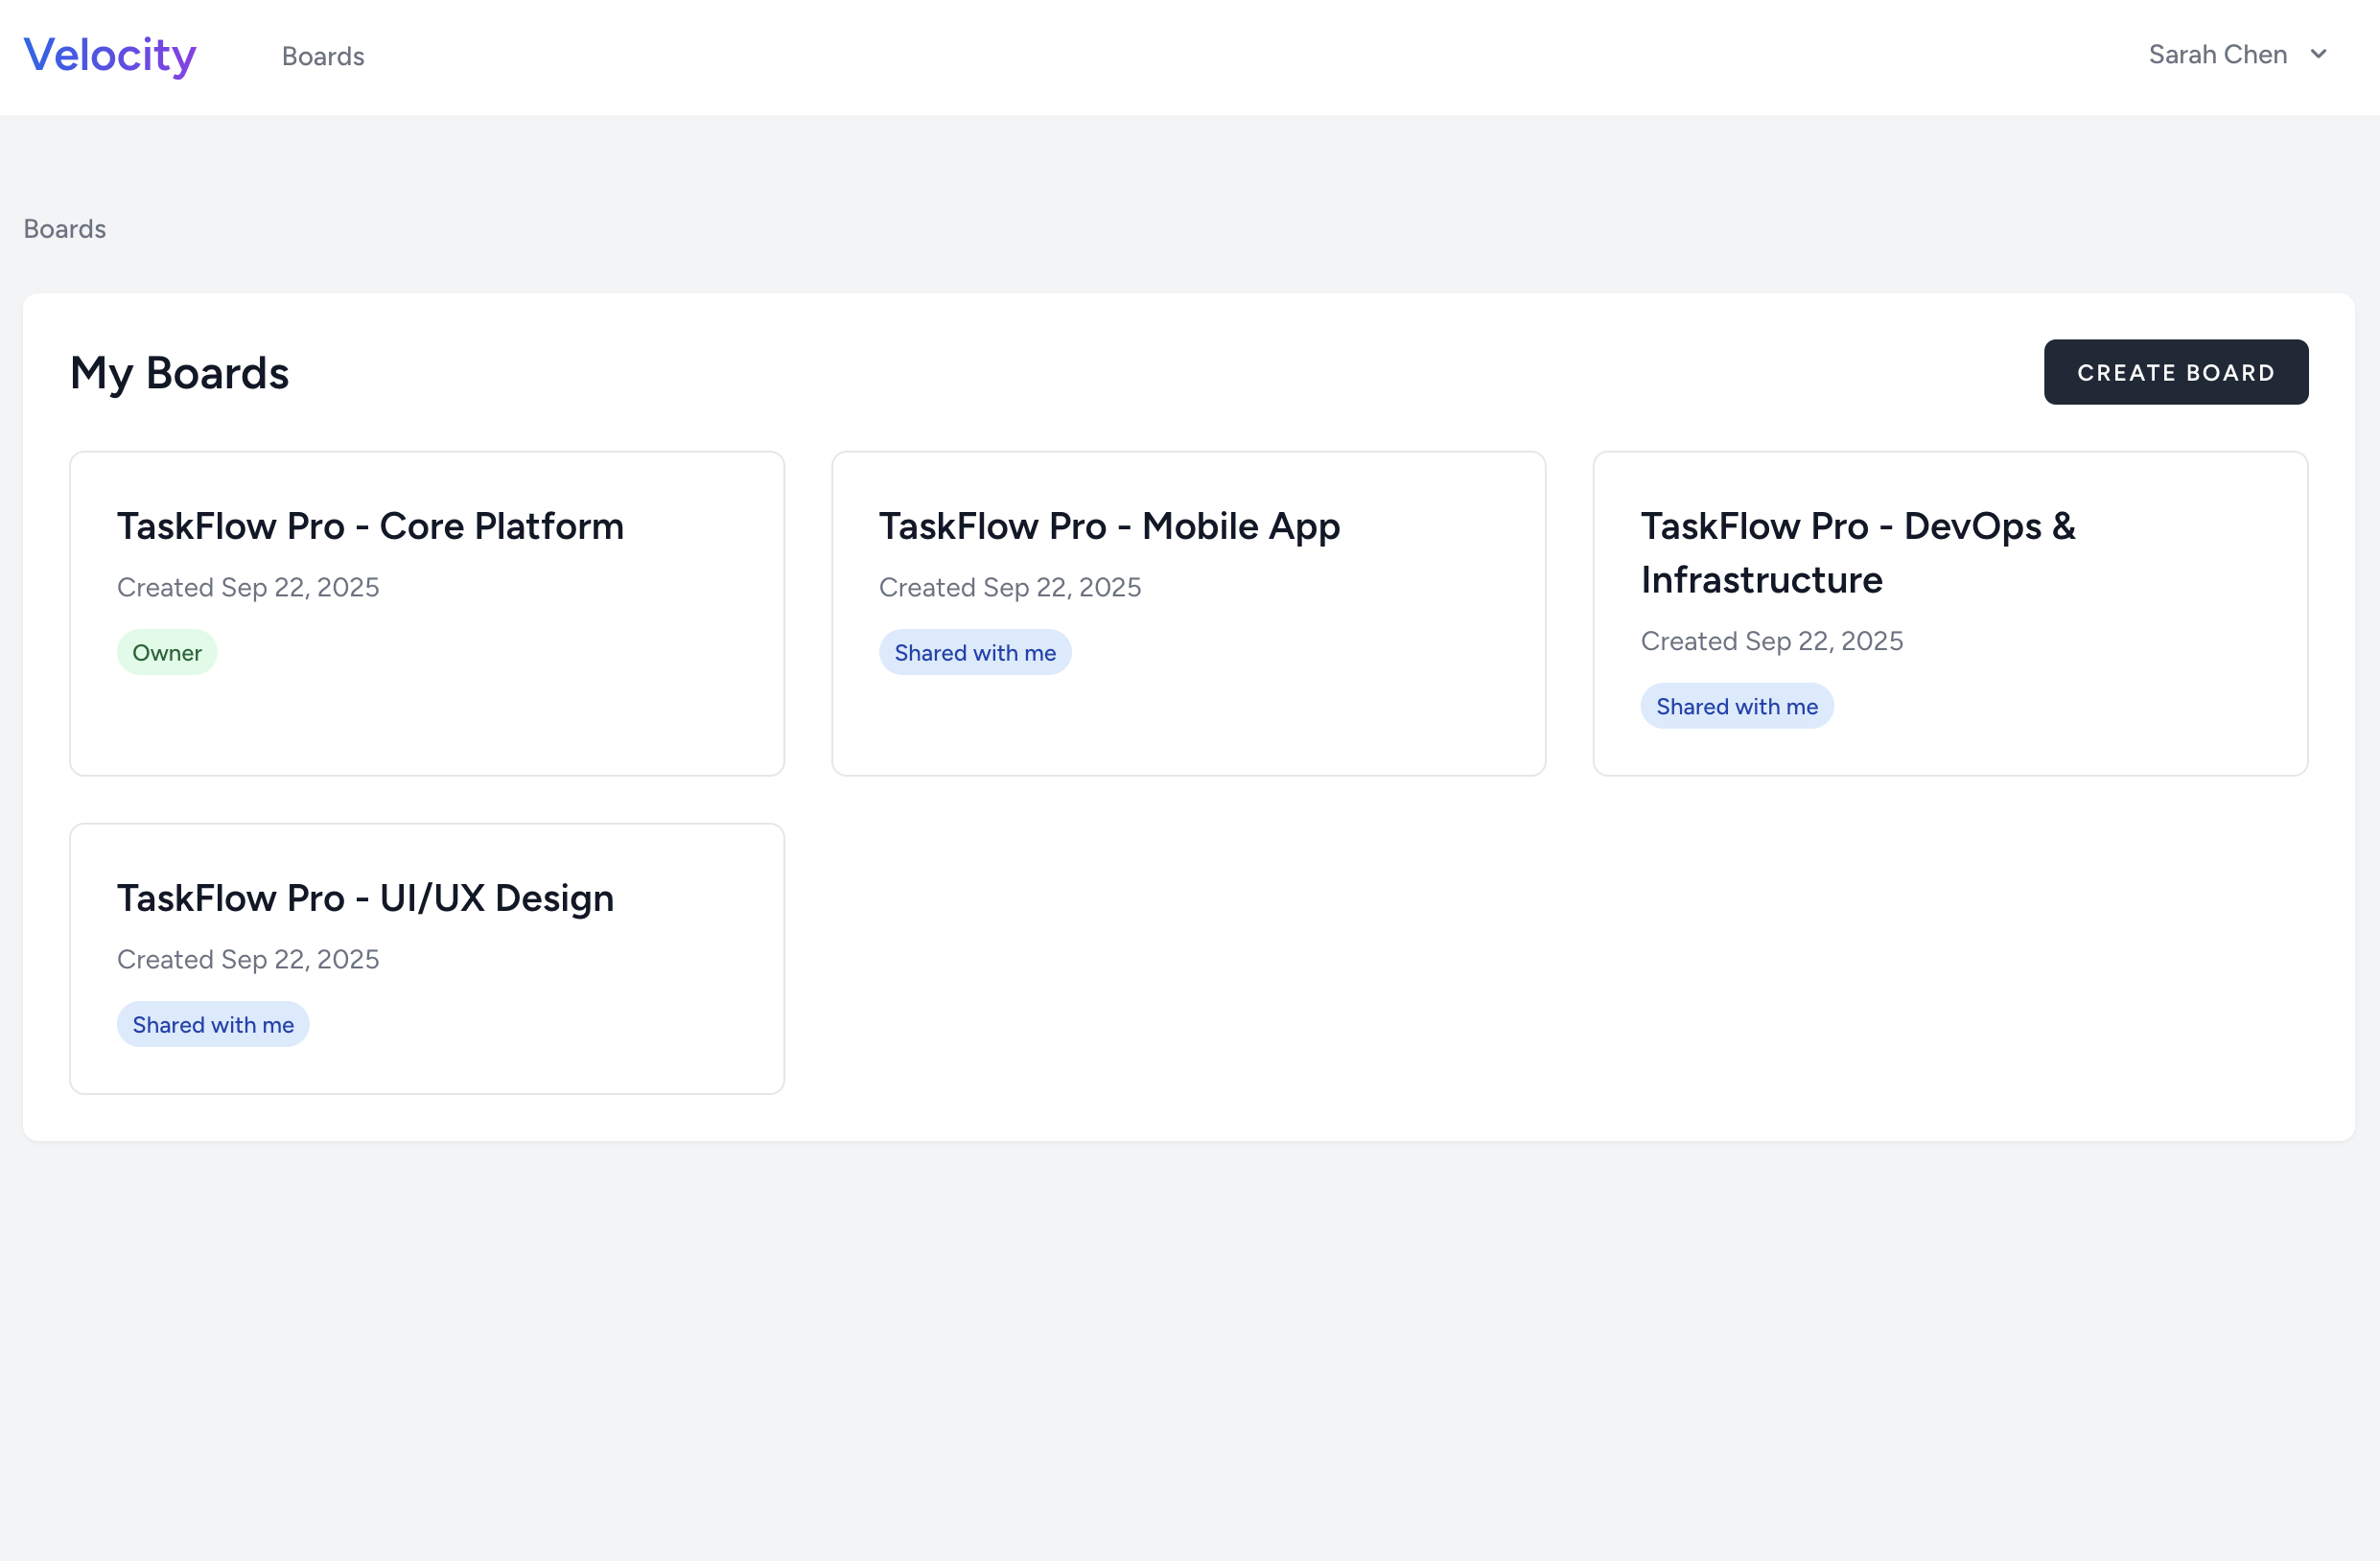 Velocity
Boards
Sarah Chen
Boards
My Boards
CREATE BOARD
TaskFlow Pro - Core Platform
Created Sep 22, 2025
Owner
TaskFlow Pro - Mobile App
Created Sep 22, 2025
Shared with me
TaskFlow Pro - DevOps &
Infrastructure
Created Sep 22, 2025
Shared with me
TaskFlow Pro - UI/UX Design
Created Sep 22, 2025
Shared with me